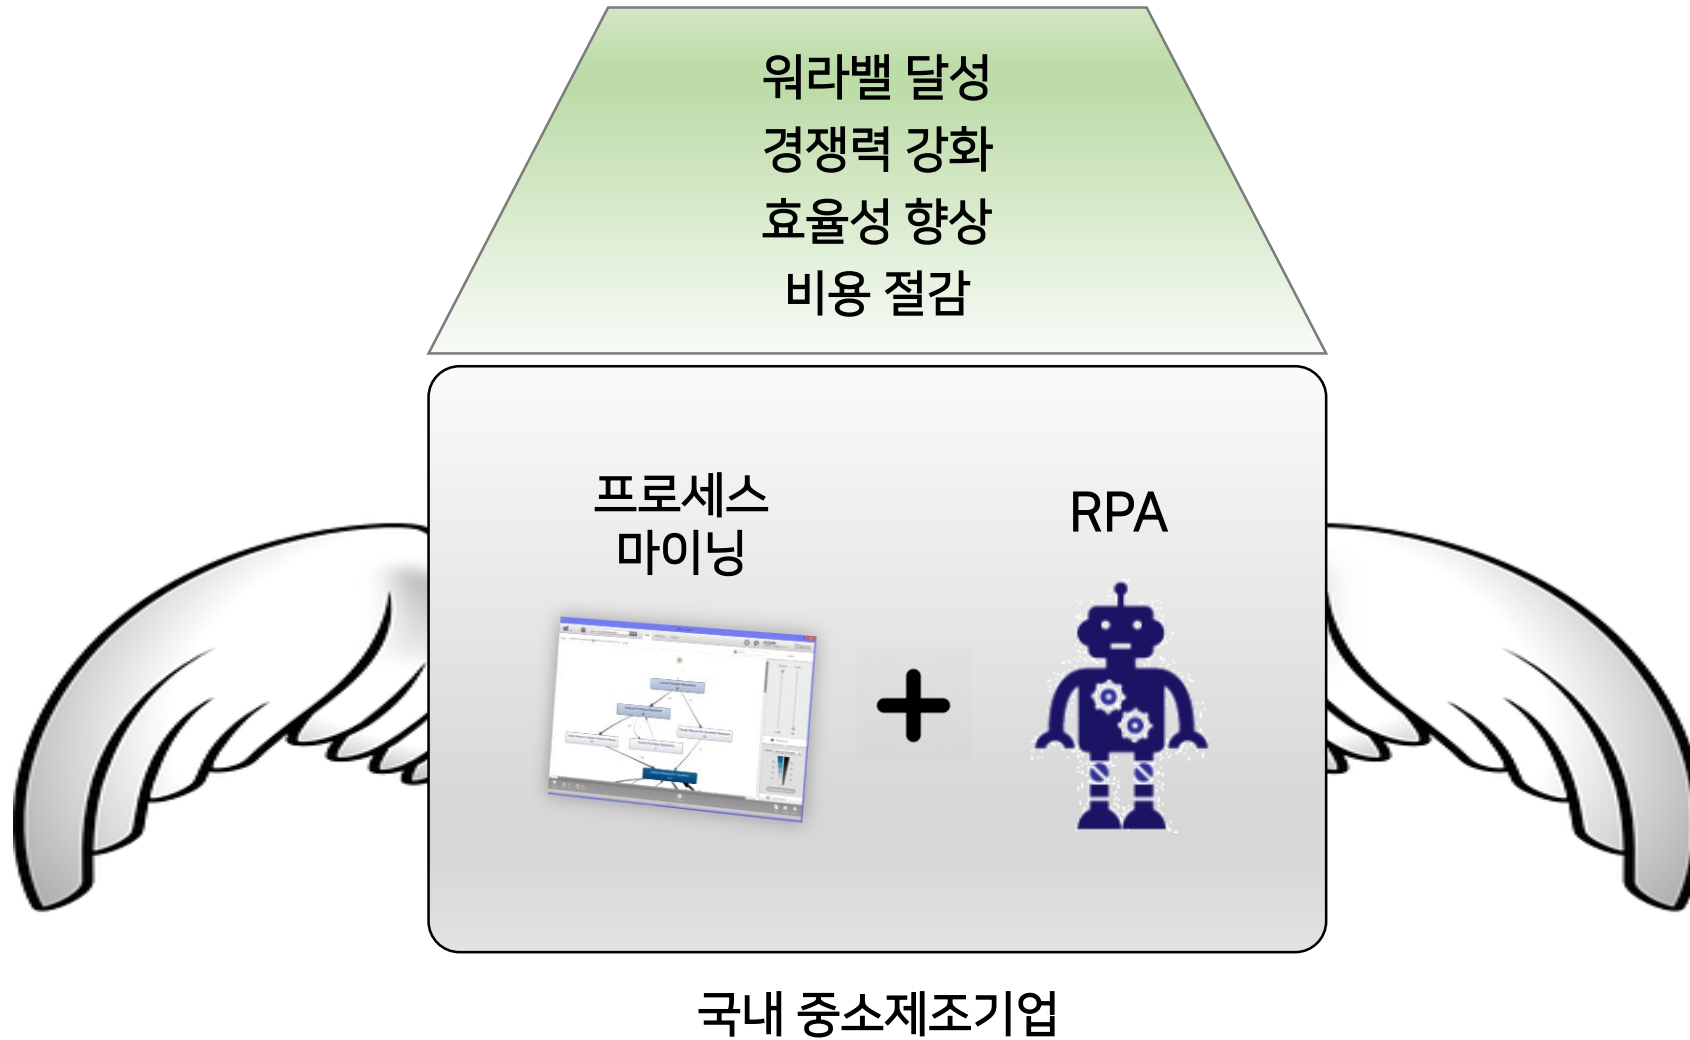 워라밸 달성
경쟁력 강화
효율성 향상
비용 절감
프로세스
마이닝
RPA
국내 중소제조기업